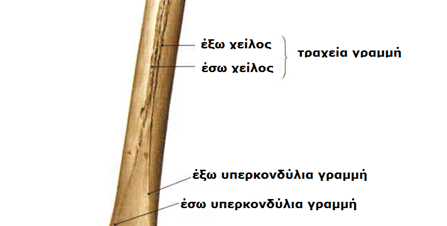 έξω χείλος
τραχεία γραμμή
έσω χείλος
έξω υπερκονδύλια γραμμή
έσω υπερκονδύλια γραμμή